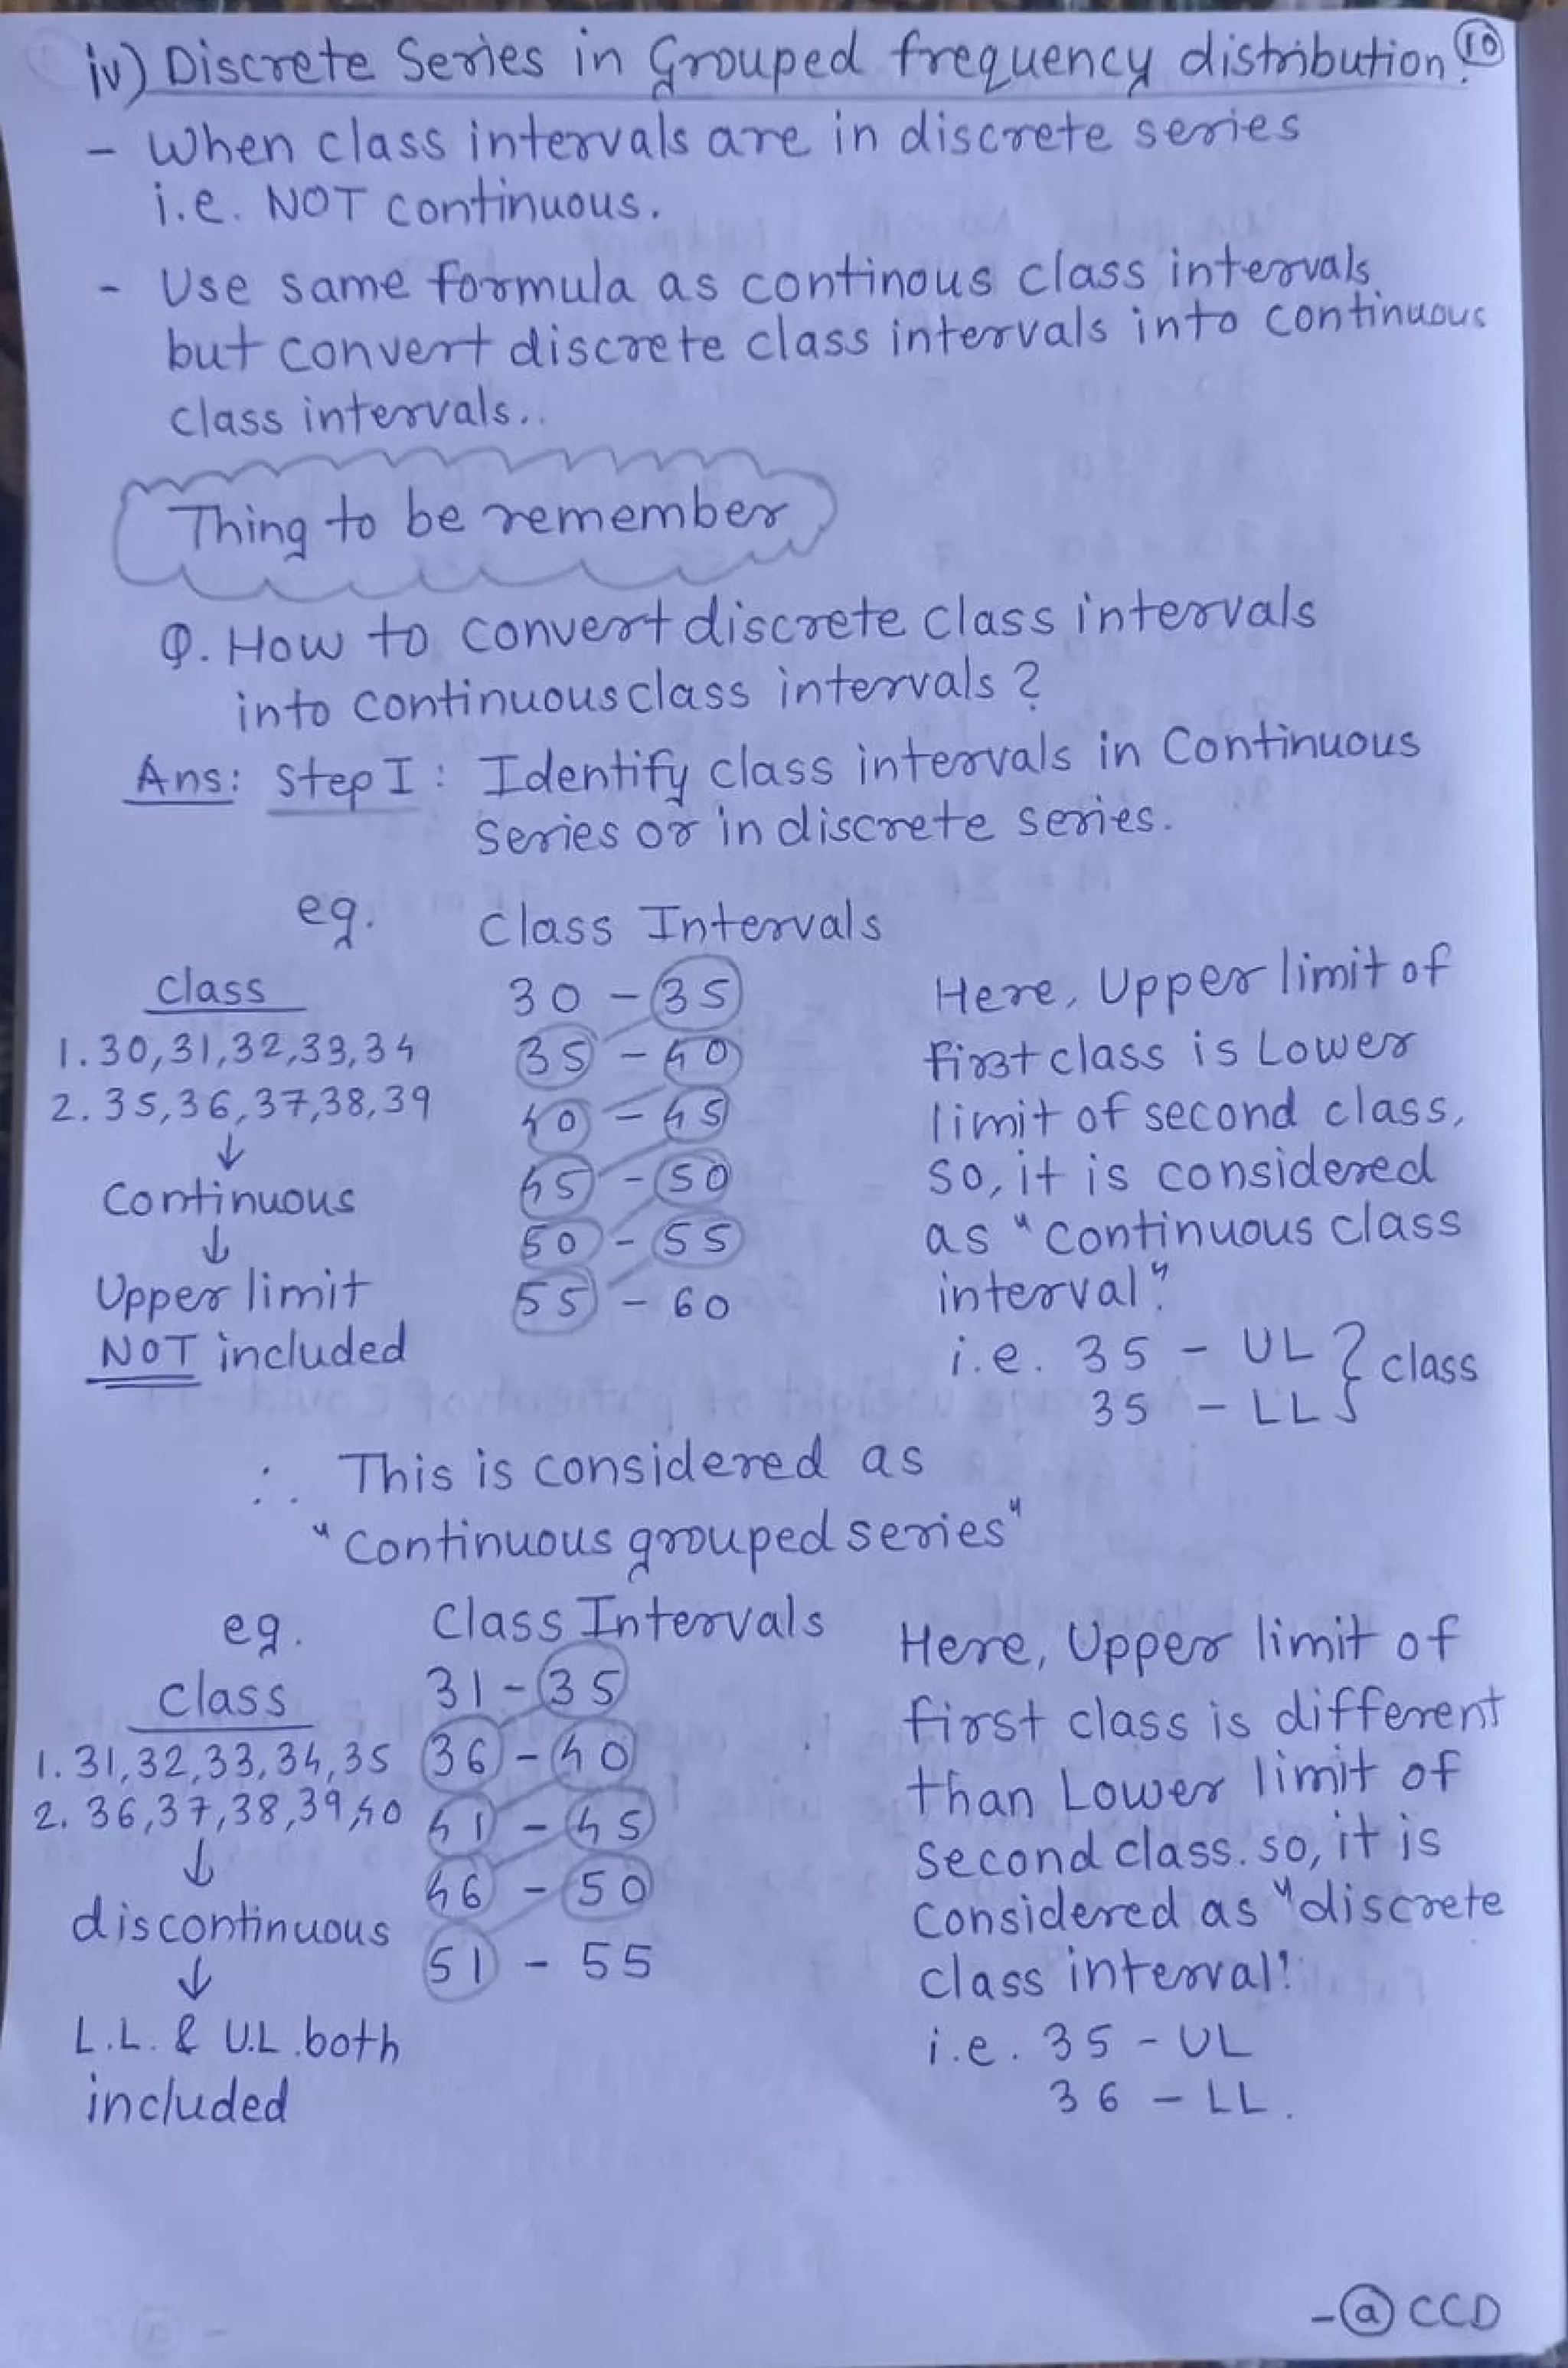 iv) Discrete Series in Grouped frequency distribution. 10
- When class intervals are in discrete series
i.e. NOT continuous.
- Use same formula as continous class intervals
but convert discrete class intervals into continuous
class intervals..
Thing to be remember
Q. How to convert discrete class intervals
into continuous class intervals?
Ans: Step I: Identify class intervals in Continuous
series or in discrete series.
eg. Class Intervals
class
1. 30,31,32,33,34
2. 35,36,37,38,39
↓
Continuous
↓
Upper limit
NOT included
30 - 35
35 - 40
40 - 45
45 - 50
50 - 55
55 - 60
Here, Upper limit of
first class is Lower
limit of second class,
so, it is considered
as "continuous class
interval".
i.e. 35 - UL } class
35 - LL
∴ This is considered as
"Continuous grouped series"
eg. Class Intervals
class
1. 31,32,33,34,35
2. 36,37,38,39,40
↓
discontinuous
↓
L.L. & U.L. both
included
31 - 35
36 - 40
41 - 45
46 - 50
51 - 55
Here, Upper limit of
first class is different
than Lower limit of
second class. so, it is
considered as "discrete
class interval".
i.e. 35 - UL
36 - LL.
- @ CCD